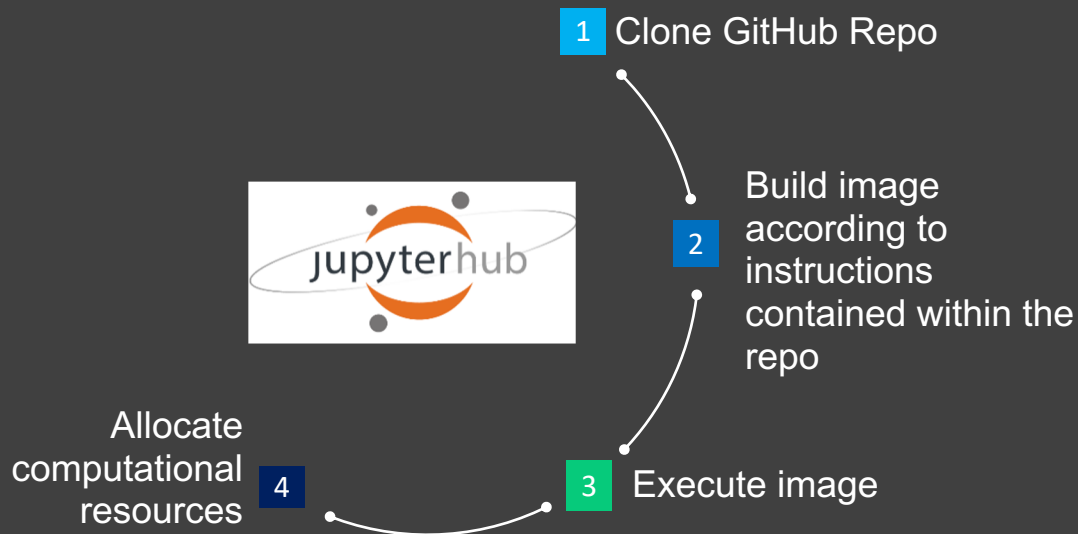 1 Clone GitHub Repo
Build image
according to
2 instructions
contained within the
repo
jupyterhub
3 Execute image
Allocate
computational
4 resources